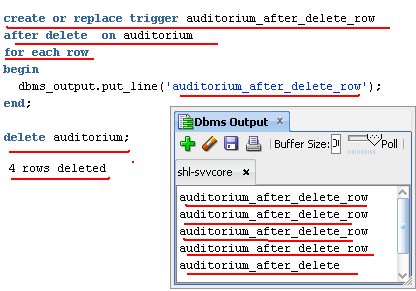 create or replace trigger auditorium_after_delete_row
after delete  on auditorium
for each row
begin
  dbms_output.put_line('auditorium_after_delete_row');
end;
delete auditorium;
4 rows deleted
Dbms Output x
Buffer Size: Poll
shl-svvcore x
auditorium_after_delete_row
auditorium_after_delete_row
auditorium_after_delete_row
auditorium_after_delete_row
auditorium_after_delete